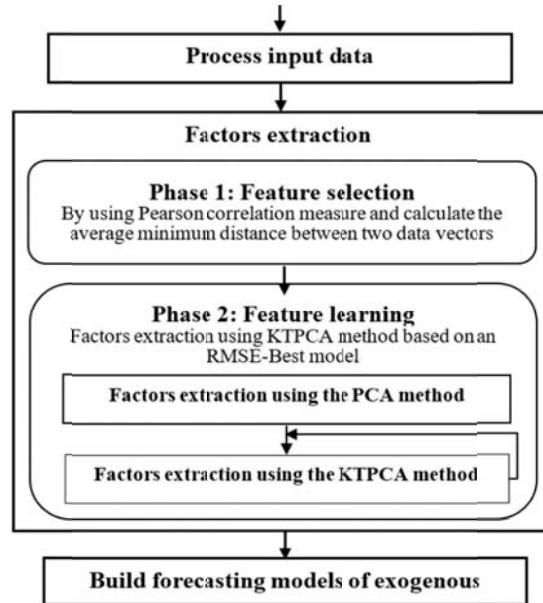 Process input data
Factors extraction
Phase 1: Feature selection
By using Pearson correlation measure and calculate the
average minimum distance between two data vectors
Phase 2: Feature learning
Factors extraction using KTPCA method based on an
RMSE-Best model
Factors extraction using the PCA method
Factors extraction using the KTPCA method
Build forecasting models of exogenous